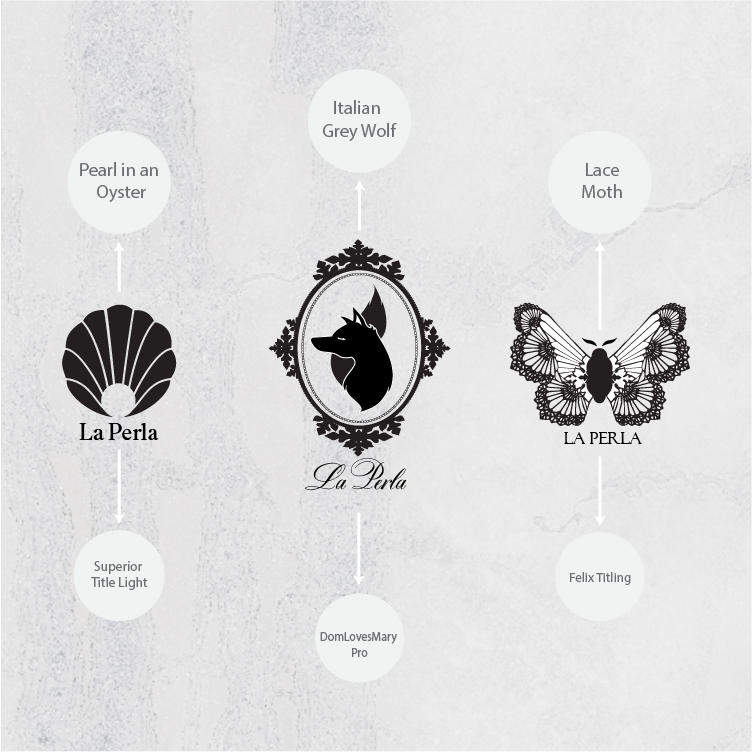 Italian
Grey Wolf
Pearl in an
Oyster
Lace
Moth
La Perla
La Perla
LA PERLA
Superior
Title Light
DomLovesMary
Pro
Felix Titling